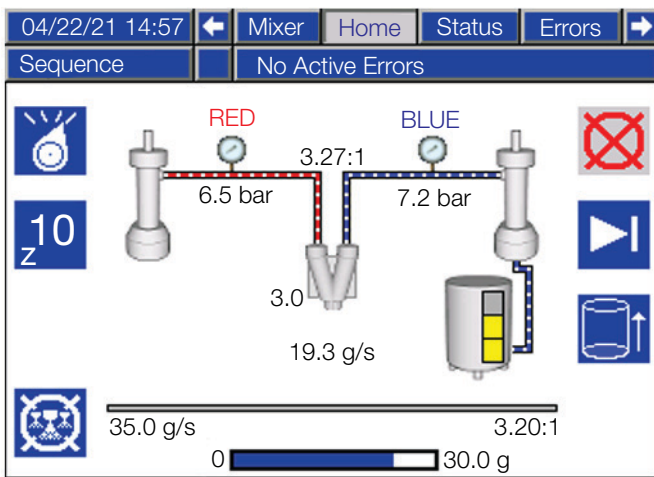 04/22/21 14:57 Mixer Home Status Errors
Sequence No Active Errors
RED BLUE
3.27:1
6.5 bar 7.2 bar
z10
3.0
19.3 g/s
35.0 g/s 3.20:1
0 30.0 g